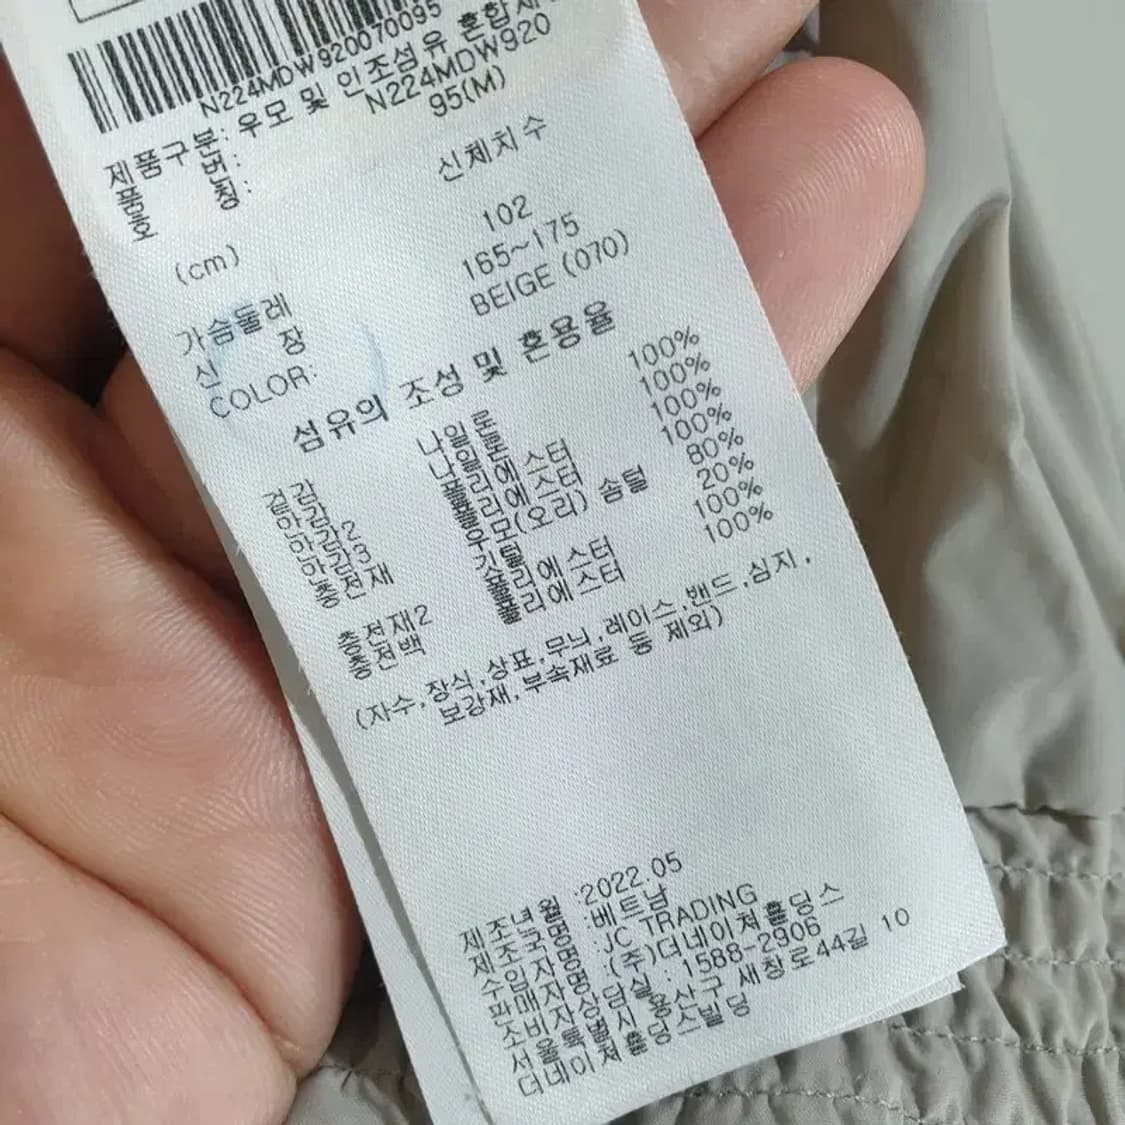 N224MDW920070095
제품구분: 우모 및 인조섬유 혼합제
품 번: N224MDW920
호 칭: 95(M)
신체치수
(cm)
가슴둘레 102
신 장 165~175
COLOR: BEIGE (070)
섬유의 조성 및 혼용율
겉감 나일론 100%
안감 나일론 100%
안감2 폴리에스터 100%
안감3 폴리에스터 100%
충전재 우모(오리) 솜털 80%
깃털 20%
충전재2 폴리에스터 100%
충전백 폴리에스터 100%
(자수,장식,상표,무늬,레이스,밴드,심지,
보강재,부속재료 등 제외)
제조년월 :2022.05
제조국명 :베트남
수입자명 :JC TRADING
판매자명 :(주)더네이쳐홀딩스
소비자상담실 : 1588-2906
서울특별시 용산구 새창로44길 10
더네이쳐홀딩스빌딩